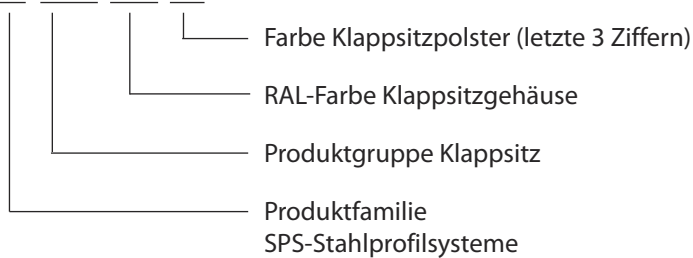 Farbe Klappsitzpolster (letzte 3 Ziffern)
RAL-Farbe Klappsitzgehäuse
Produktgruppe Klappsitz
Produktfamilie
SPS-Stahlprofilsysteme